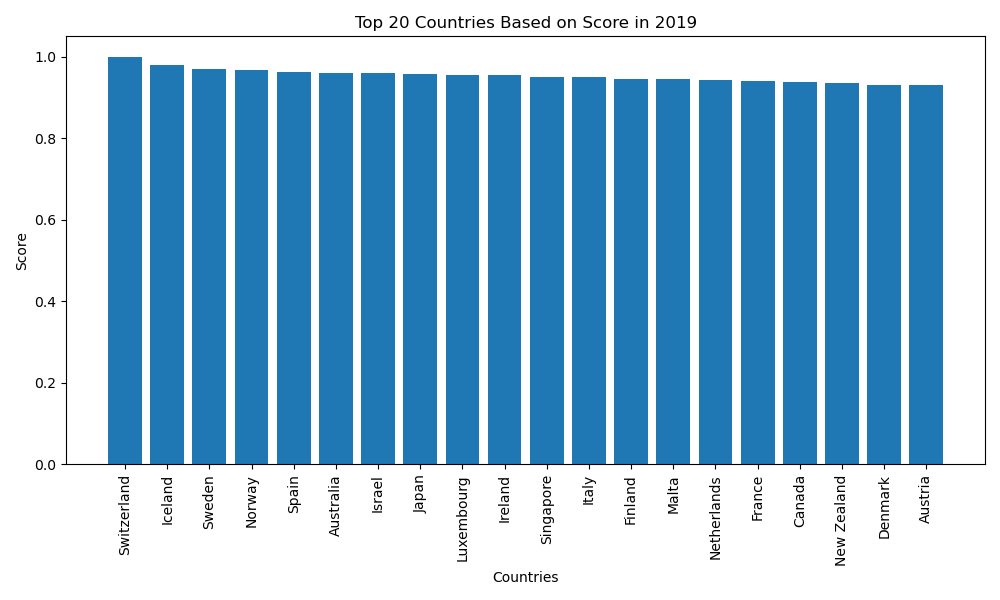 Top 20 Countries Based on Score in 2019
Score
1.0
0.8
0.6
0.4
0.2
0.0
Switzerland
Iceland
Sweden
Norway
Spain
Australia
Israel
Japan
Luxembourg
Ireland
Singapore
Italy
Finland
Malta
Netherlands
France
Canada
New Zealand
Denmark
Austria
Countries